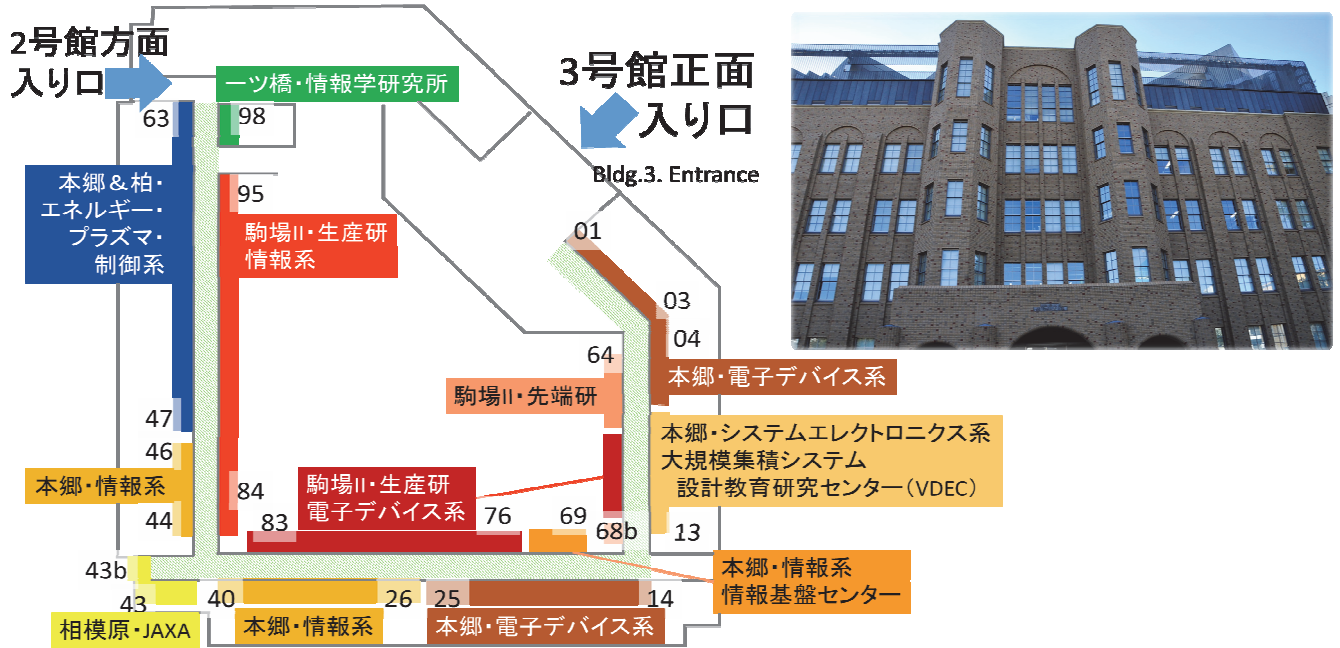 2号館方面
入り口
一ツ橋・情報学研究所
3号館正面
入り口
Bldg.3. Entrance
63
98
本郷＆柏・
エネルギー・
プラズマ・
制御系
95
駒場II・生産研
情報系
01
03
04
64
本郷・電子デバイス系
駒場II・先端研
47
46
本郷・システムエレクトロニクス系
大規模集積システム
設計教育研究センター（VDEC）
本郷・情報系
44
84
駒場II・生産研
電子デバイス系
83
76
69
68b
13
43b
本郷・情報系
情報基盤センター
43
40
26
25
14
相模原・JAXA
本郷・情報系
本郷・電子デバイス系